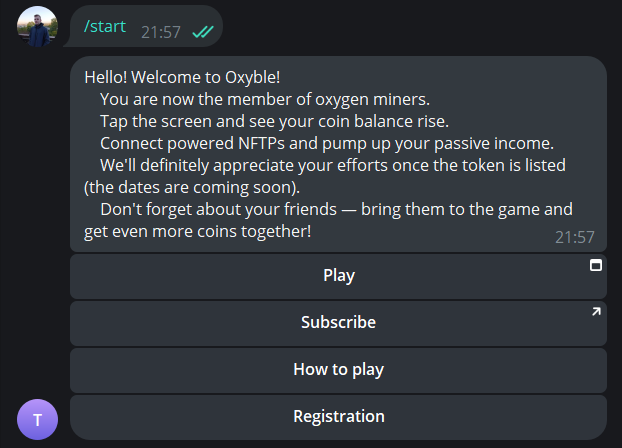 /start 21:57
Hello! Welcome to Oxyble!
You are now the member of oxygen miners.
Tap the screen and see your coin balance rise.
Connect powered NFTPs and pump up your passive income.
We'll definitely appreciate your efforts once the token is listed
(the dates are coming soon).
Don't forget about your friends — bring them to the game and
get even more coins together!
21:57
Play
Subscribe
How to play
Registration
T